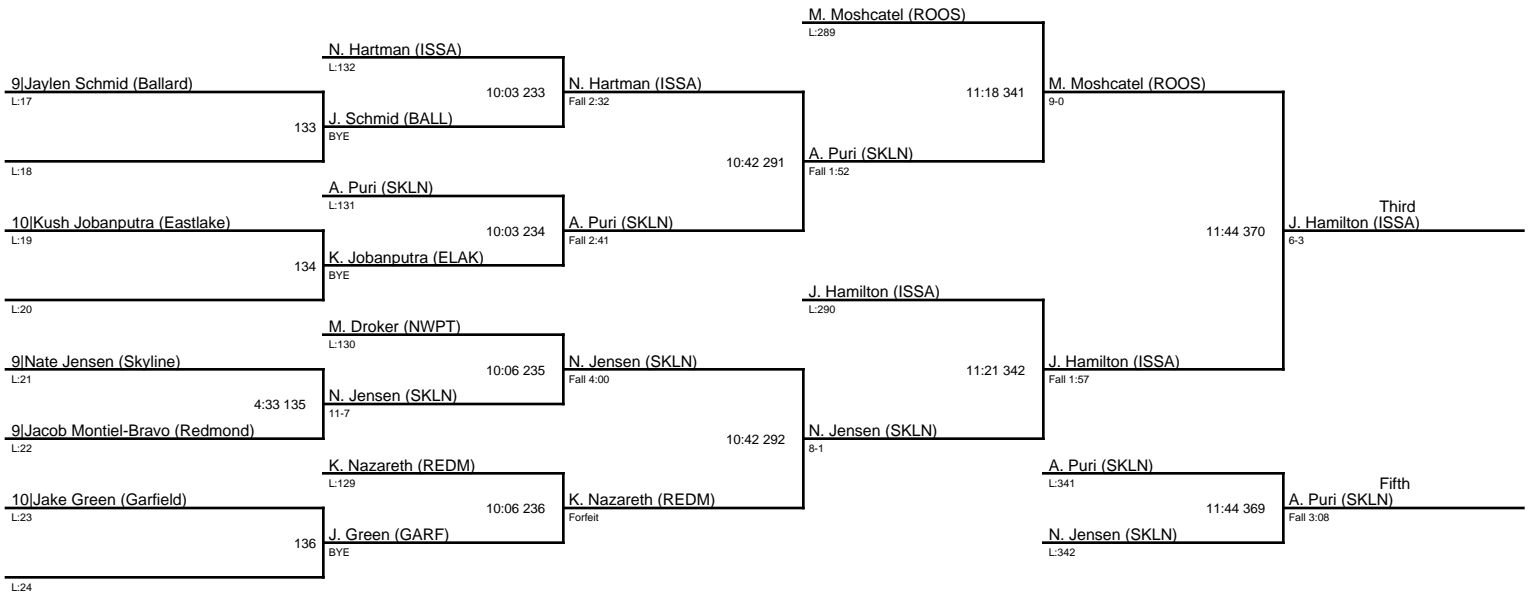 M. Moshcatel (ROOS)
L:289
N. Hartman (ISSA)
L:132
9|Jaylen Schmid (Ballard)
L:17
10:03 233
N. Hartman (ISSA)
Fall 2:32
11:18 341
M. Moshcatel (ROOS)
9-0
133
J. Schmid (BALL)
BYE
L:18
10:42 291
A. Puri (SKLN)
Fall 1:52
A. Puri (SKLN)
L:131
10|Kush Jobanputra (Eastlake)
L:19
10:03 234
A. Puri (SKLN)
Fall 2:41
11:44 370
Third
J. Hamilton (ISSA)
6-3
134
K. Jobanputra (ELAK)
BYE
L:20
J. Hamilton (ISSA)
L:290
M. Droker (NWPT)
L:130
9|Nate Jensen (Skyline)
L:21
10:06 235
N. Jensen (SKLN)
Fall 4:00
11:21 342
J. Hamilton (ISSA)
Fall 1:57
4:33 135
N. Jensen (SKLN)
11-7
9|Jacob Montiel-Bravo (Redmond)
L:22
10:42 292
N. Jensen (SKLN)
8-1
K. Nazareth (REDM)
L:129
A. Puri (SKLN)
L:341
10|Jake Green (Garfield)
L:23
10:06 236
K. Nazareth (REDM)
Forfeit
11:44 369
Fifth
A. Puri (SKLN)
Fall 3:08
136
J. Green (GARF)
BYE
N. Jensen (SKLN)
L:342
L:24